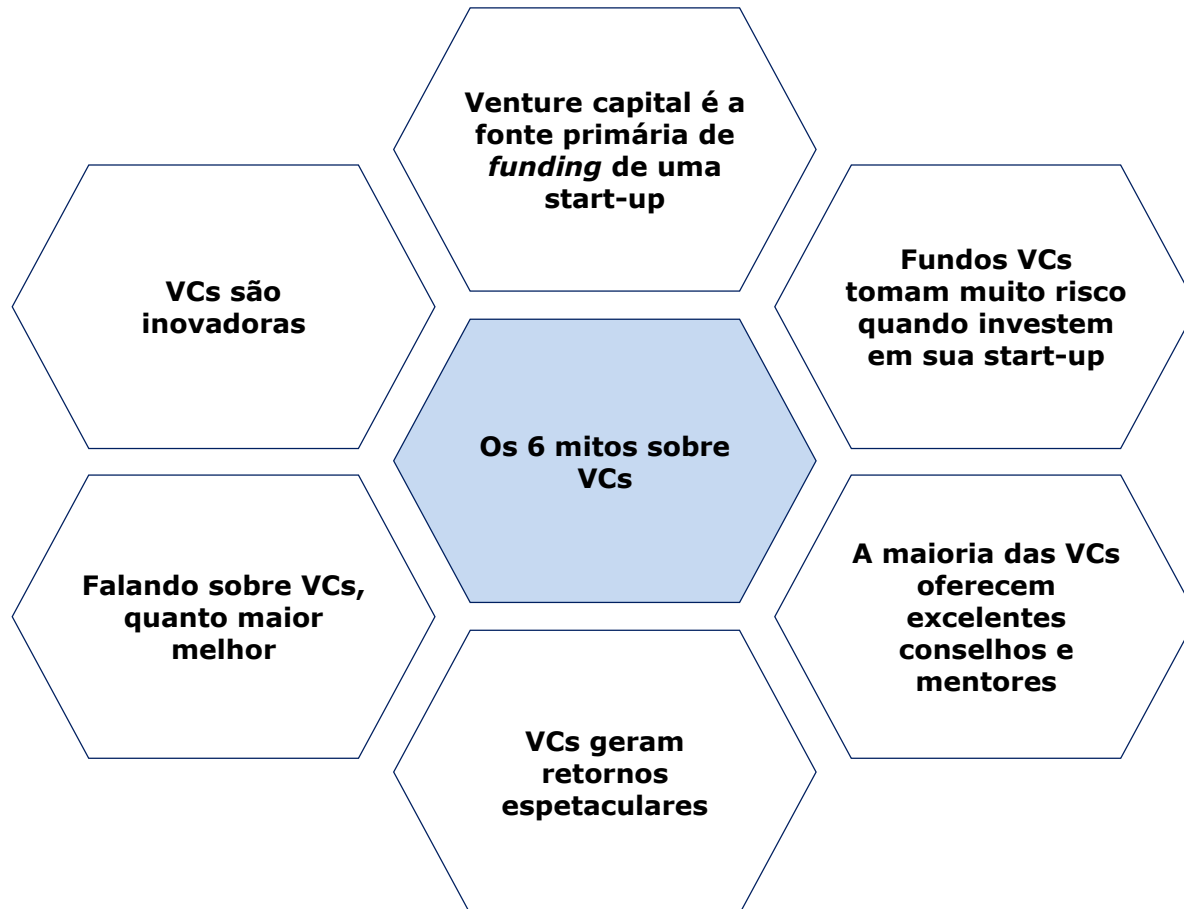 Venture capital é a
fonte primária de
funding de uma
start-up
Fundos VCs
tomam muito risco
quando investem
em sua start-up
A maioria das VCs
oferecem
excelentes
conselhos e
mentores
VCs geram
retornos
espetaculares
Falando sobre VCs,
quanto maior
melhor
VCs são
inovadoras
Os 6 mitos sobre
VCs